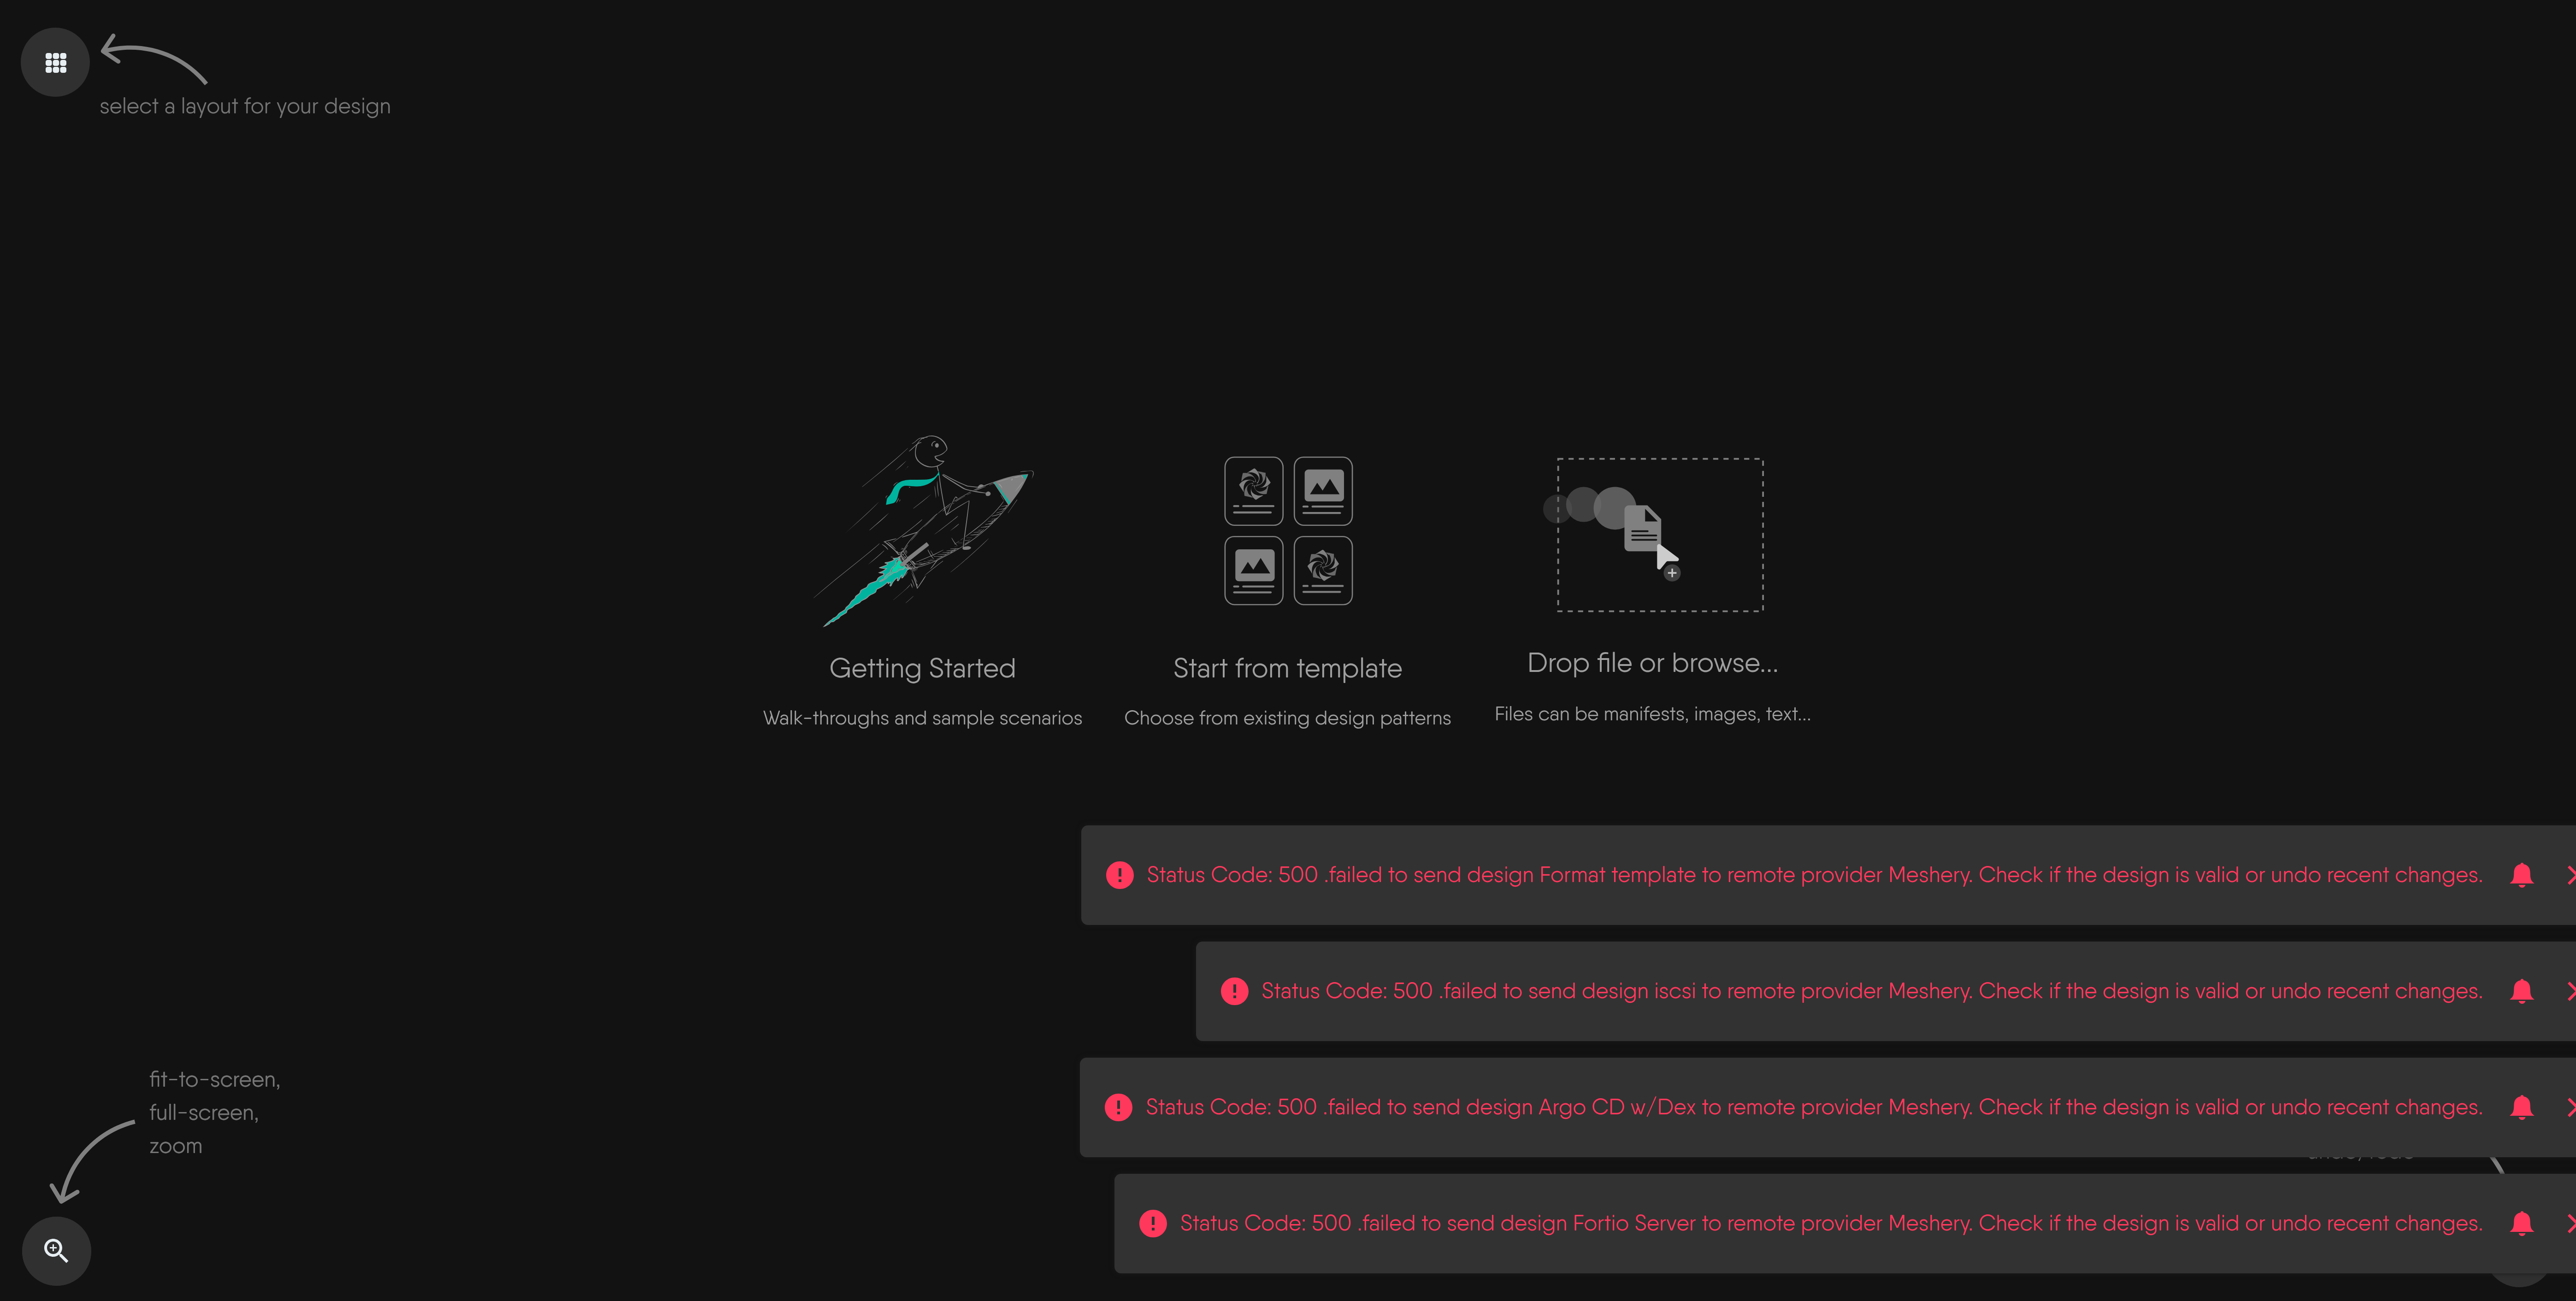 select a layout for your design
Getting Started
Walk-throughs and sample scenarios
Start from template
Choose from existing design patterns
Drop file or browse...
Files can be manifests, images, text...
Status Code: 500 .failed to send design Format template to remote provider Meshery. Check if the design is valid or undo recent changes.
Status Code: 500 .failed to send design iscsi to remote provider Meshery. Check if the design is valid or undo recent changes.
Status Code: 500 .failed to send design Argo CD w/Dex to remote provider Meshery. Check if the design is valid or undo recent changes.
Status Code: 500 .failed to send design Fortio Server to remote provider Meshery. Check if the design is valid or undo recent changes.
fit-to-screen,
full-screen,
zoom